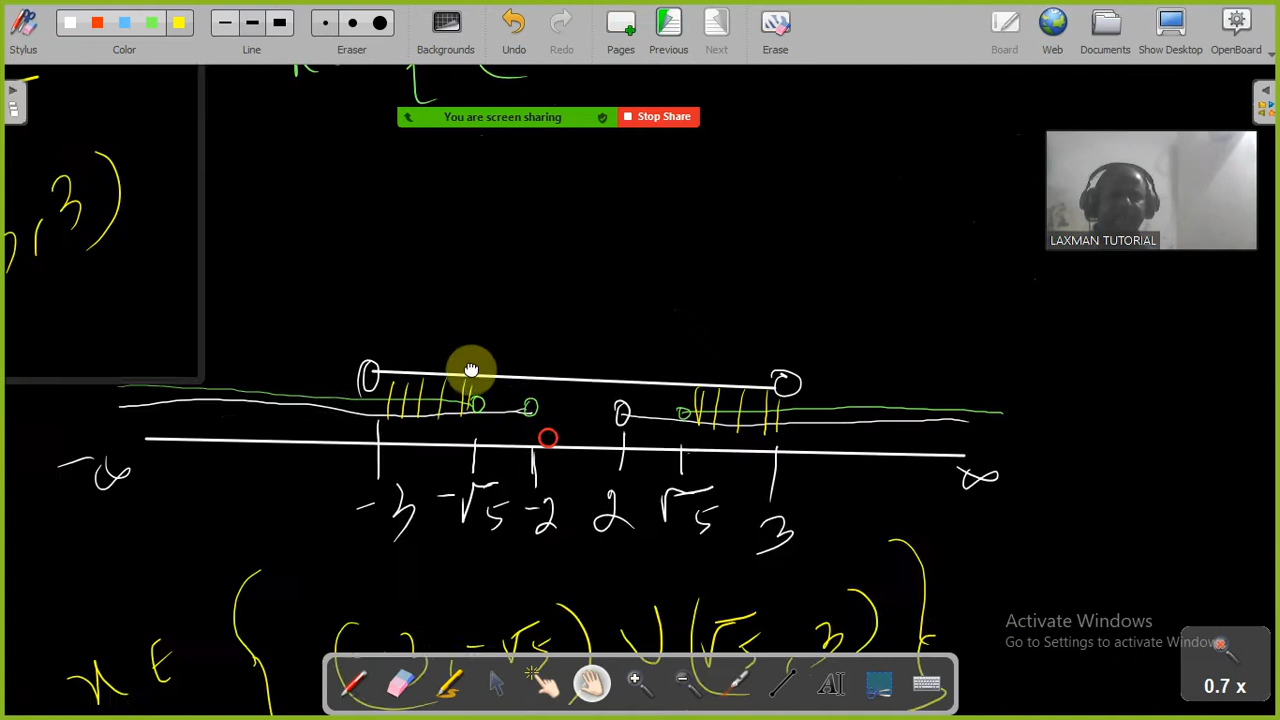 Stylus Color Line Eraser Backgrounds Undo Redo Pages Previous Next Erase Board Web Documents Show Desktop OpenBoard
You are screen sharing Stop Share
3)
LAXMAN TUTORIAL
-∞ -3 -√5 -2 2 √5 3 ∞
Activate Windows
Go to Settings to activate Windows.
-√5) ∪ (√5, 3)
0.7 x